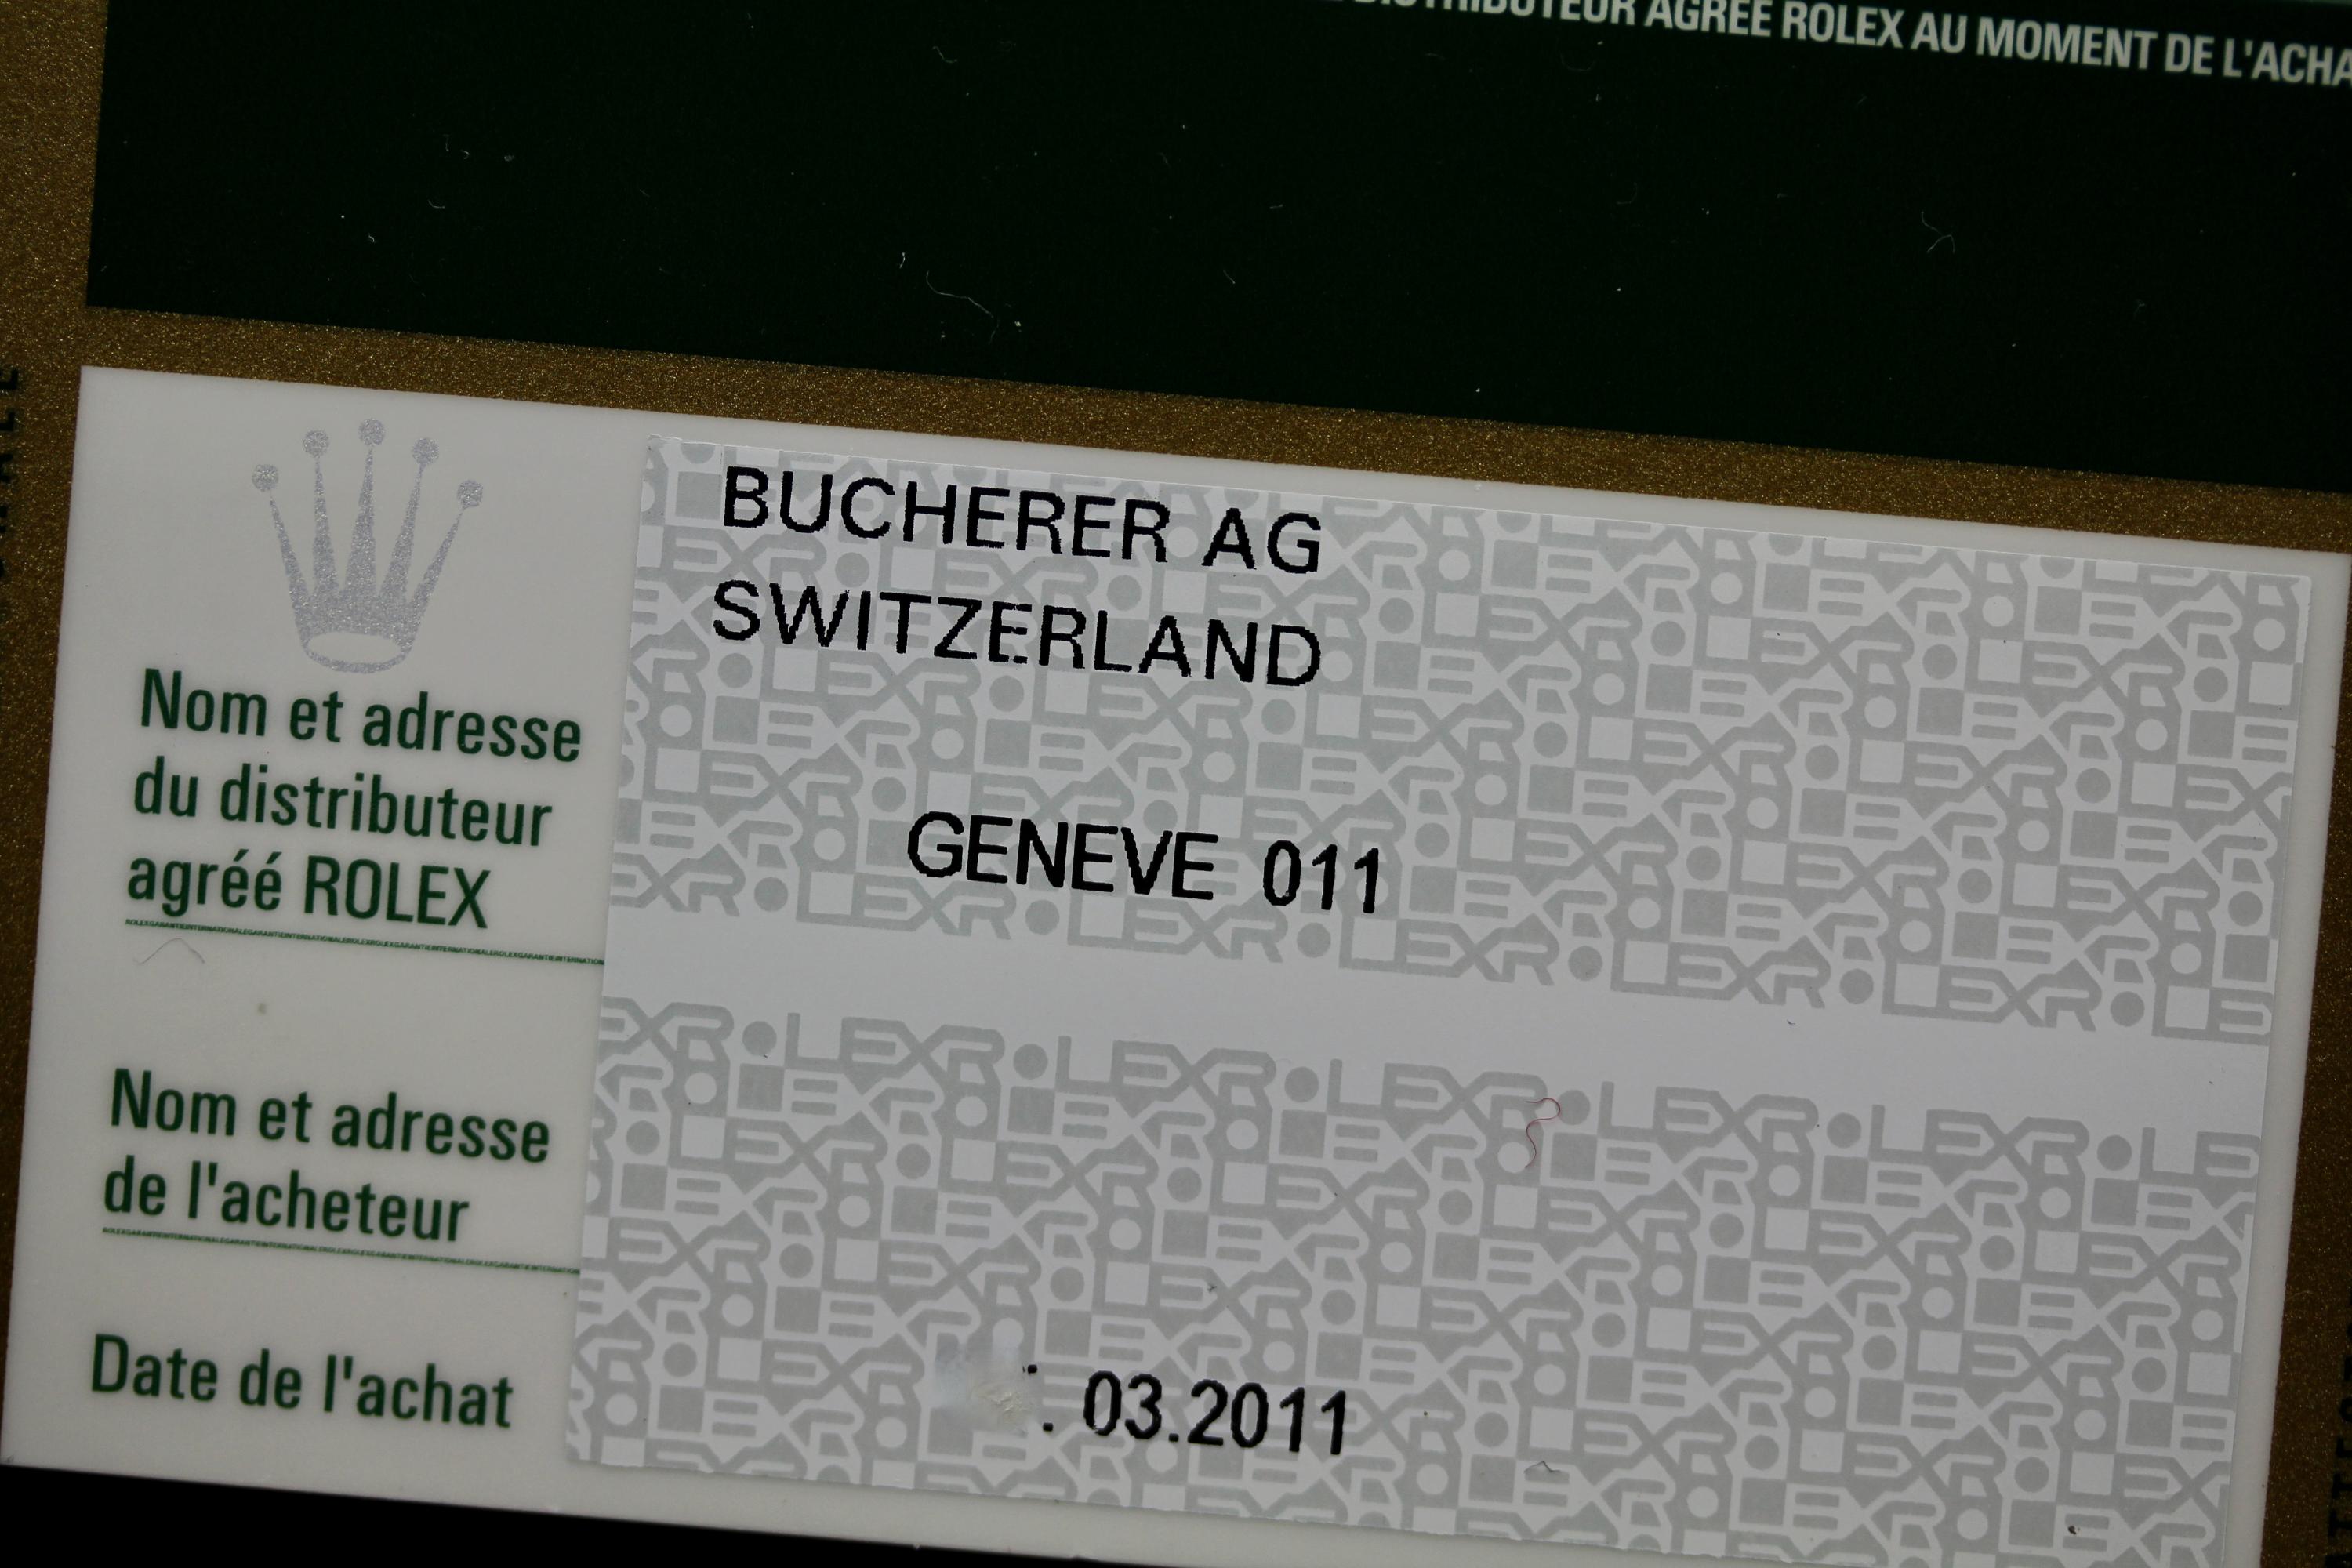 DISTRIBUTEUR AGRÉÉ ROLEX AU MOMENT DE L'ACHA
BUCHERER AG
SWITZERLAND
GENEVE 011
Nom et adresse
du distributeur
agréé ROLEX
Nom et adresse
de l'acheteur
Date de l'achat
. 03.2011